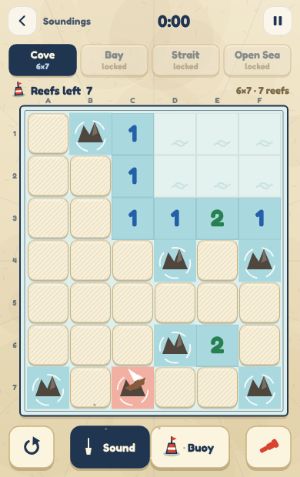 Soundings
0:00
Cove
6x7
Bay
locked
Strait
locked
Open Sea
locked
Reefs left 7
6x7 · 7 reefs
A B C D E F
1 1
2 1
3 1 1 2 1
4
5
6 2
7
Sound
Buoy